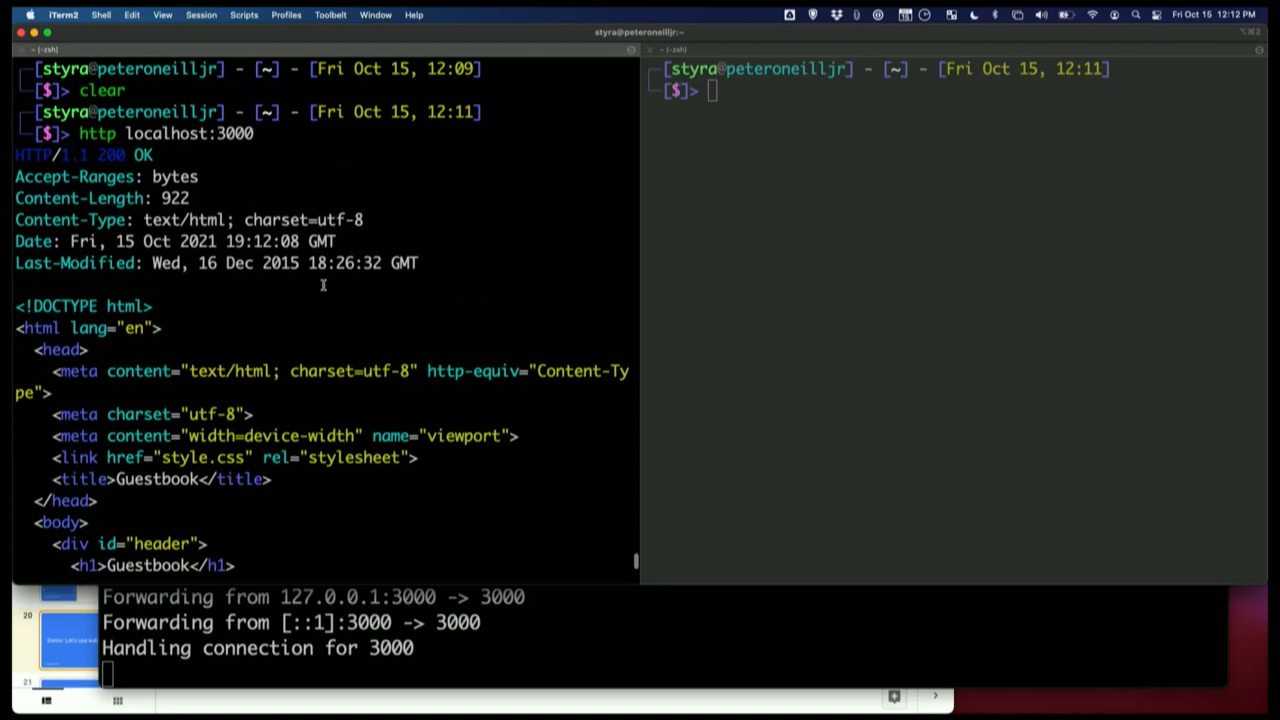 iTerm2 Shell Edit View Session Scripts Profiles Toolbelt Window Help Fri Oct 15 12:12 PM
styra@peteroneilljr:~
~ (-zsh)
[styra@peteroneilljr] - [~] - [Fri Oct 15, 12:09]
[$]> clear
[styra@peteroneilljr] - [~] - [Fri Oct 15, 12:11]
[$]> http localhost:3000
HTTP/1.1 200 OK
Accept-Ranges: bytes
Content-Length: 922
Content-Type: text/html; charset=utf-8
Date: Fri, 15 Oct 2021 19:12:08 GMT
Last-Modified: Wed, 16 Dec 2015 18:26:32 GMT
<!DOCTYPE html>
<html lang="en">
<head>
<meta content="text/html; charset=utf-8" http-equiv="Content-Ty
pe">
<meta charset="utf-8">
<meta content="width=device-width" name="viewport">
<link href="style.css" rel="stylesheet">
<title>Guestbook</title>
</head>
<body>
<div id="header">
<h1>Guestbook</h1>
~ (-zsh)
[styra@peteroneilljr] - [~] - [Fri Oct 15, 12:11]
[$]>
Forwarding from 127.0.0.1:3000 -> 3000
Forwarding from [::1]:3000 -> 3000
Handling connection for 3000
20
Demo: Let's use
21